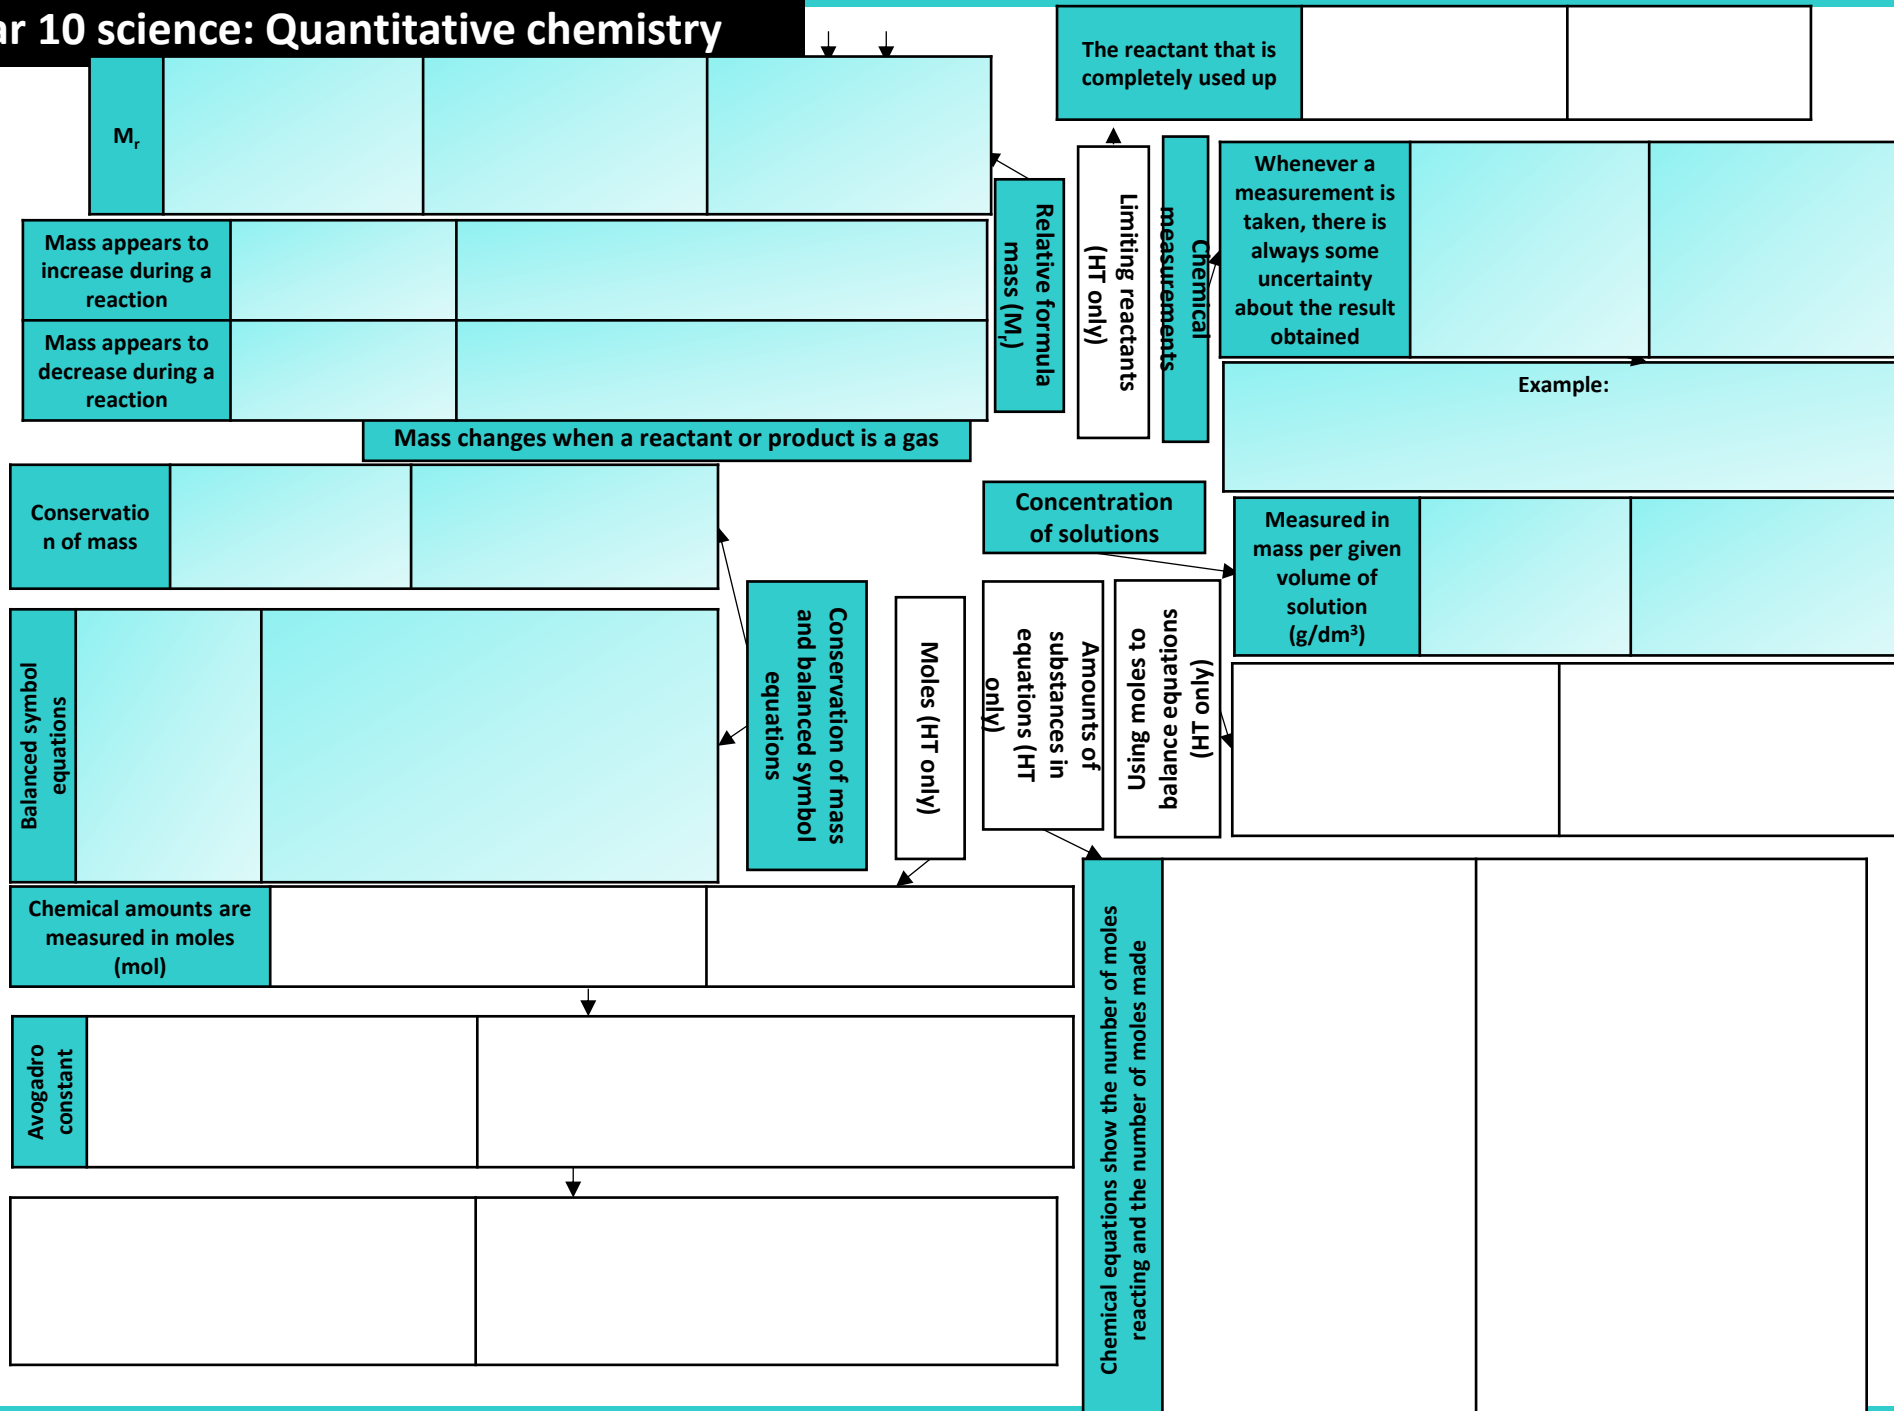 ar 10 science: Quantitative chemistry
The reactant that is
completely used up
Mr
Whenever a
measurement is
taken, there is
always some
uncertainty
about the result
obtained
Mass appears to
increase during a
reaction
Mass appears to
decrease during a
reaction
Relative formula
mass (Mr)
Limiting reactants
(HT only)
Chemical
measurements
Example:
Mass changes when a reactant or product is a gas
Conservatio
n of mass
Concentration
of solutions
Measured in
mass per given
volume of
solution
(g/dm³)
Balanced symbol
equations
Conservation of mass
and balanced symbol
equations
Moles (HT only)
Amounts of
substances in
equations (HT
only)
Using moles to
balance equations
(HT only)
Chemical amounts are
measured in moles
(mol)
Avogadro
constant
Chemical equations show the number of moles
reacting and the number of moles made